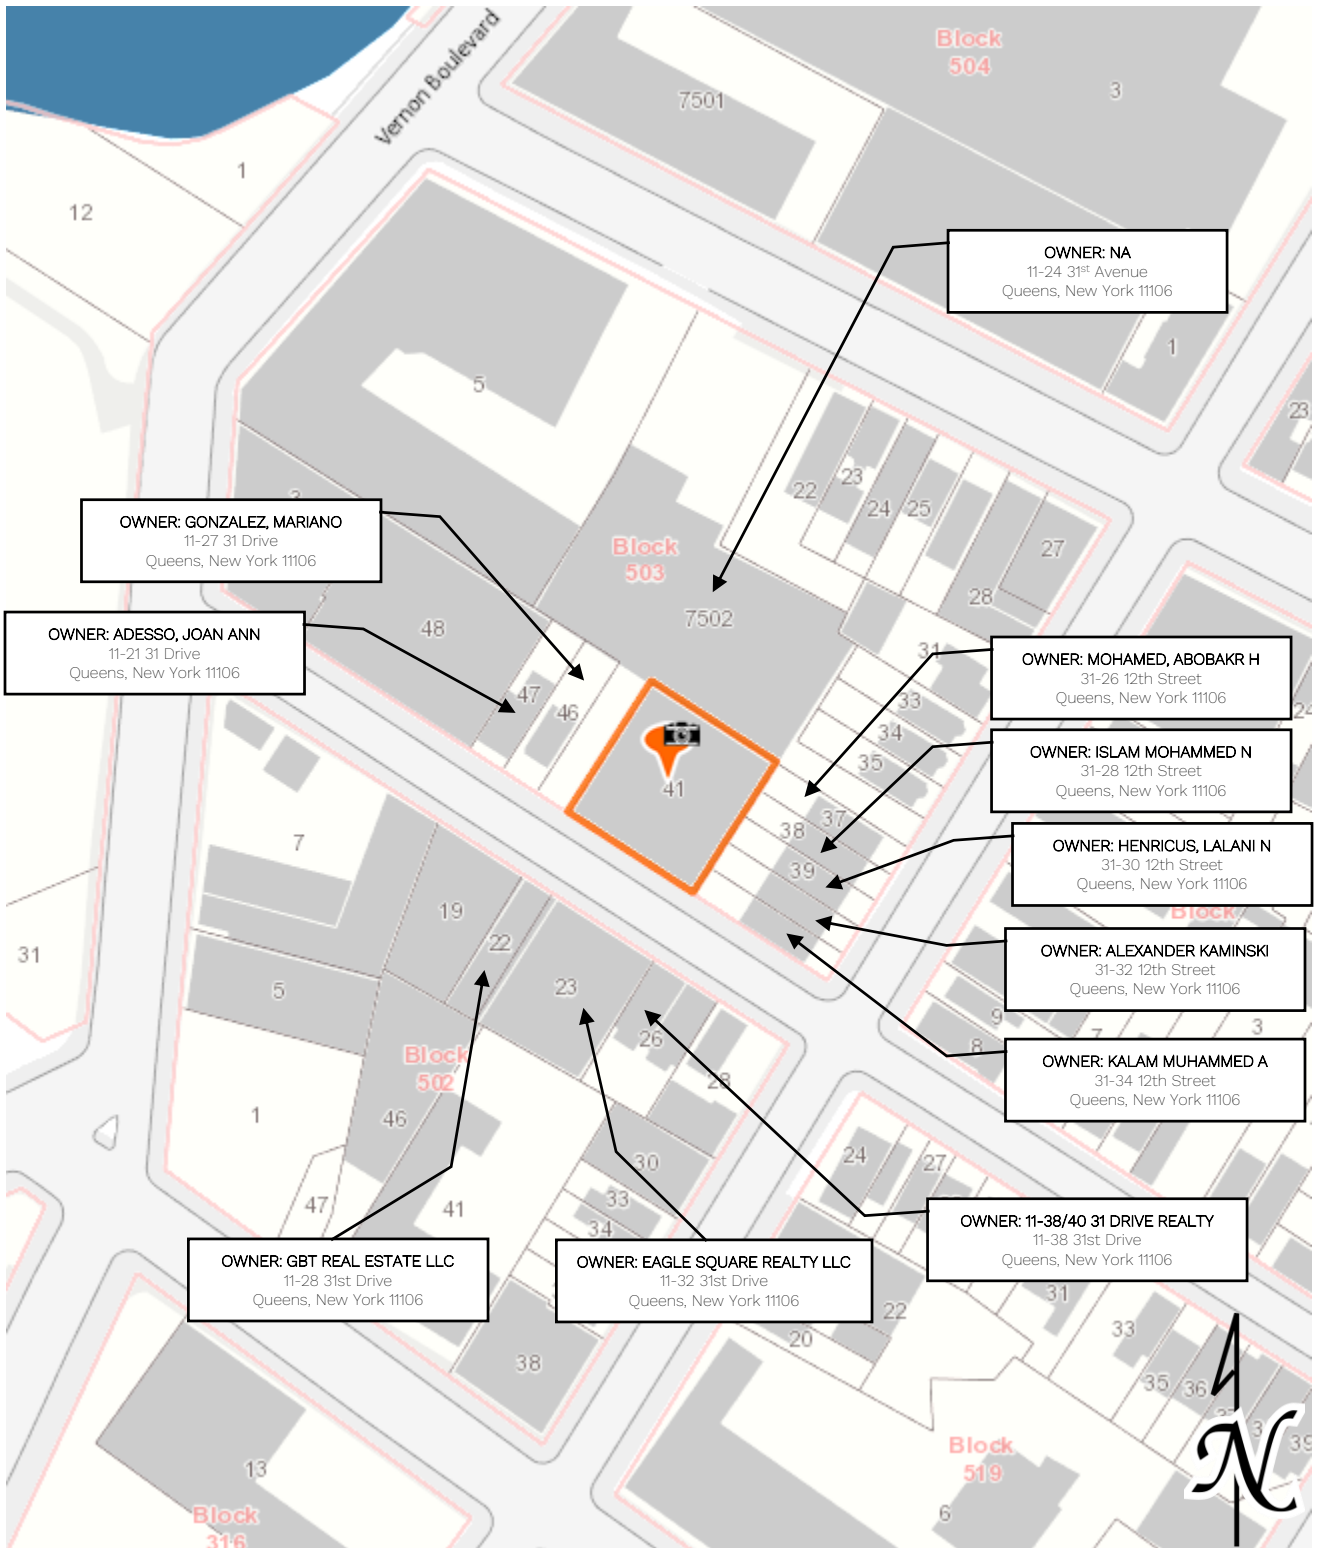 Block
504
3
7501
Vernon Boulevard
1
12
OWNER: NA
11-24 31st Avenue
Queens, New York 11106
1
5
23
22
23
24
25
27
28
OWNER: GONZALEZ, MARIANO
11-27 31 Drive
Queens, New York 11106
Block
503
7502
48
OWNER: ADESSO, JOAN ANN
11-21 31 Drive
Queens, New York 11106
47
46
31
33
34
35
OWNER: MOHAMED, ABOBAKR H
31-26 12th Street
Queens, New York 11106
24
OWNER: ISLAM MOHAMMED N
31-28 12th Street
Queens, New York 11106
41
37
38
39
OWNER: HENRICUS, LALANI N
31-30 12th Street
Queens, New York 11106
Block
7
19
22
23
31
5
OWNER: ALEXANDER KAMINSKI
31-32 12th Street
Queens, New York 11106
9
8
7
3
26
28
Block
502
OWNER: KALAM MUHAMMED A
31-34 12th Street
Queens, New York 11106
1
46
30
24
27
47
41
33
34
OWNER: 11-38/40 31 DRIVE REALTY
11-38 31st Drive
Queens, New York 11106
OWNER: GBT REAL ESTATE LLC
11-28 31st Drive
Queens, New York 11106
OWNER: EAGLE SQUARE REALTY LLC
11-32 31st Drive
Queens, New York 11106
31
22
20
33
38
35
36
39
N
Block
519
6
13
Block
316